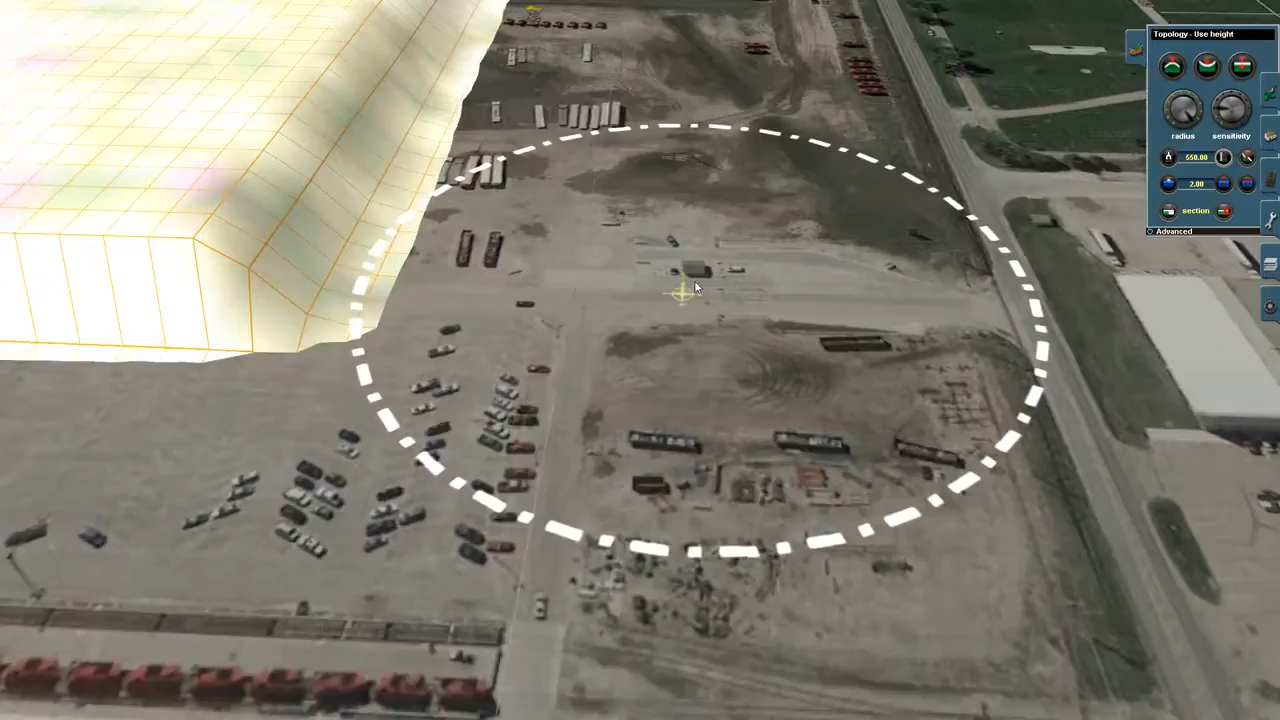 Topology - Use height
radius sensitivity
550.00
L
2.00
section
Advanced